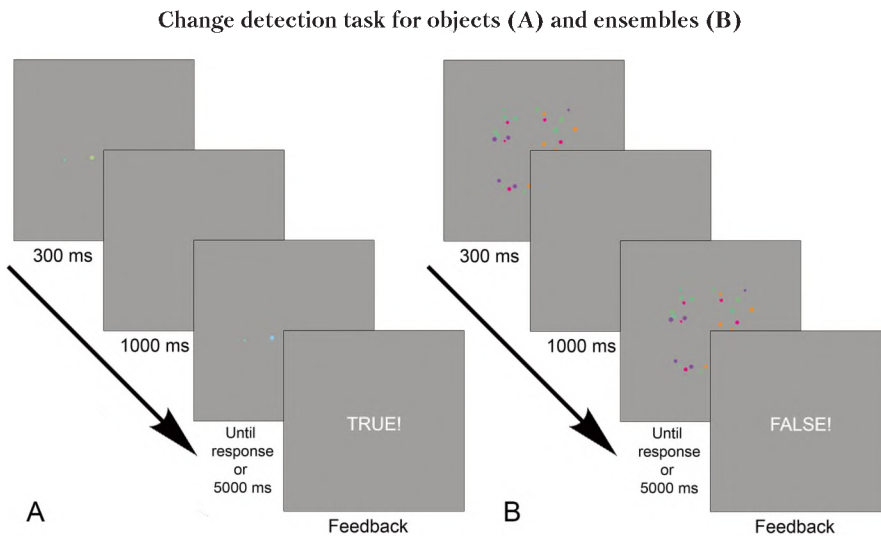 Change detection task for objects (A) and ensembles (B)
300 ms
1000 ms
Until
response
or
5000 ms
TRUE!
Feedback
A
300 ms
1000 ms
Until
response
or
5000 ms
FALSE!
Feedback
B